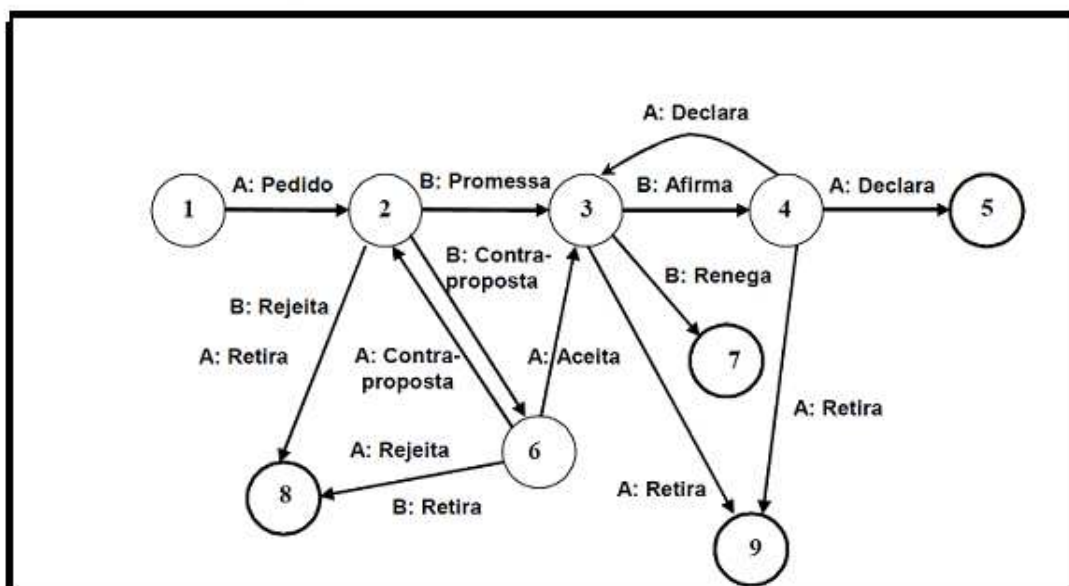 A: Declara
A: Pedido
B: Promessa
B: Afirma
A: Declara
1
2
3
4
5
B: Contra-
proposta
B: Renega
B: Rejeita
A: Retira
A: Contra-
proposta
A: Aceita
7
A: Retira
6
A: Rejeita
8
B: Retira
A: Retira
9